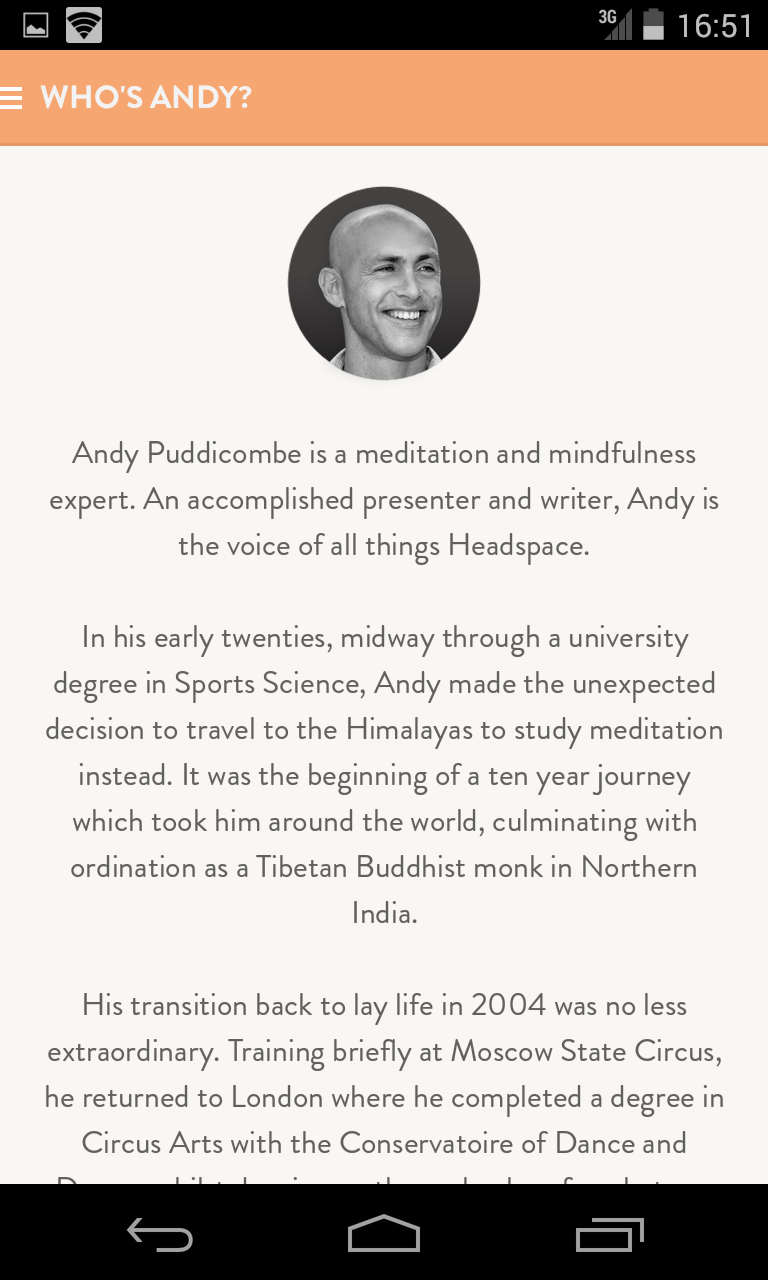 3G 16:51
WHO'S ANDY?
Andy Puddicombe is a meditation and mindfulness
expert. An accomplished presenter and writer, Andy is
the voice of all things Headspace.
In his early twenties, midway through a university
degree in Sports Science, Andy made the unexpected
decision to travel to the Himalayas to study meditation
instead. It was the beginning of a ten year journey
which took him around the world, culminating with
ordination as a Tibetan Buddhist monk in Northern
India.
His transition back to lay life in 2004 was no less
extraordinary. Training briefly at Moscow State Circus,
he returned to London where he completed a degree in
Circus Arts with the Conservatoire of Dance and